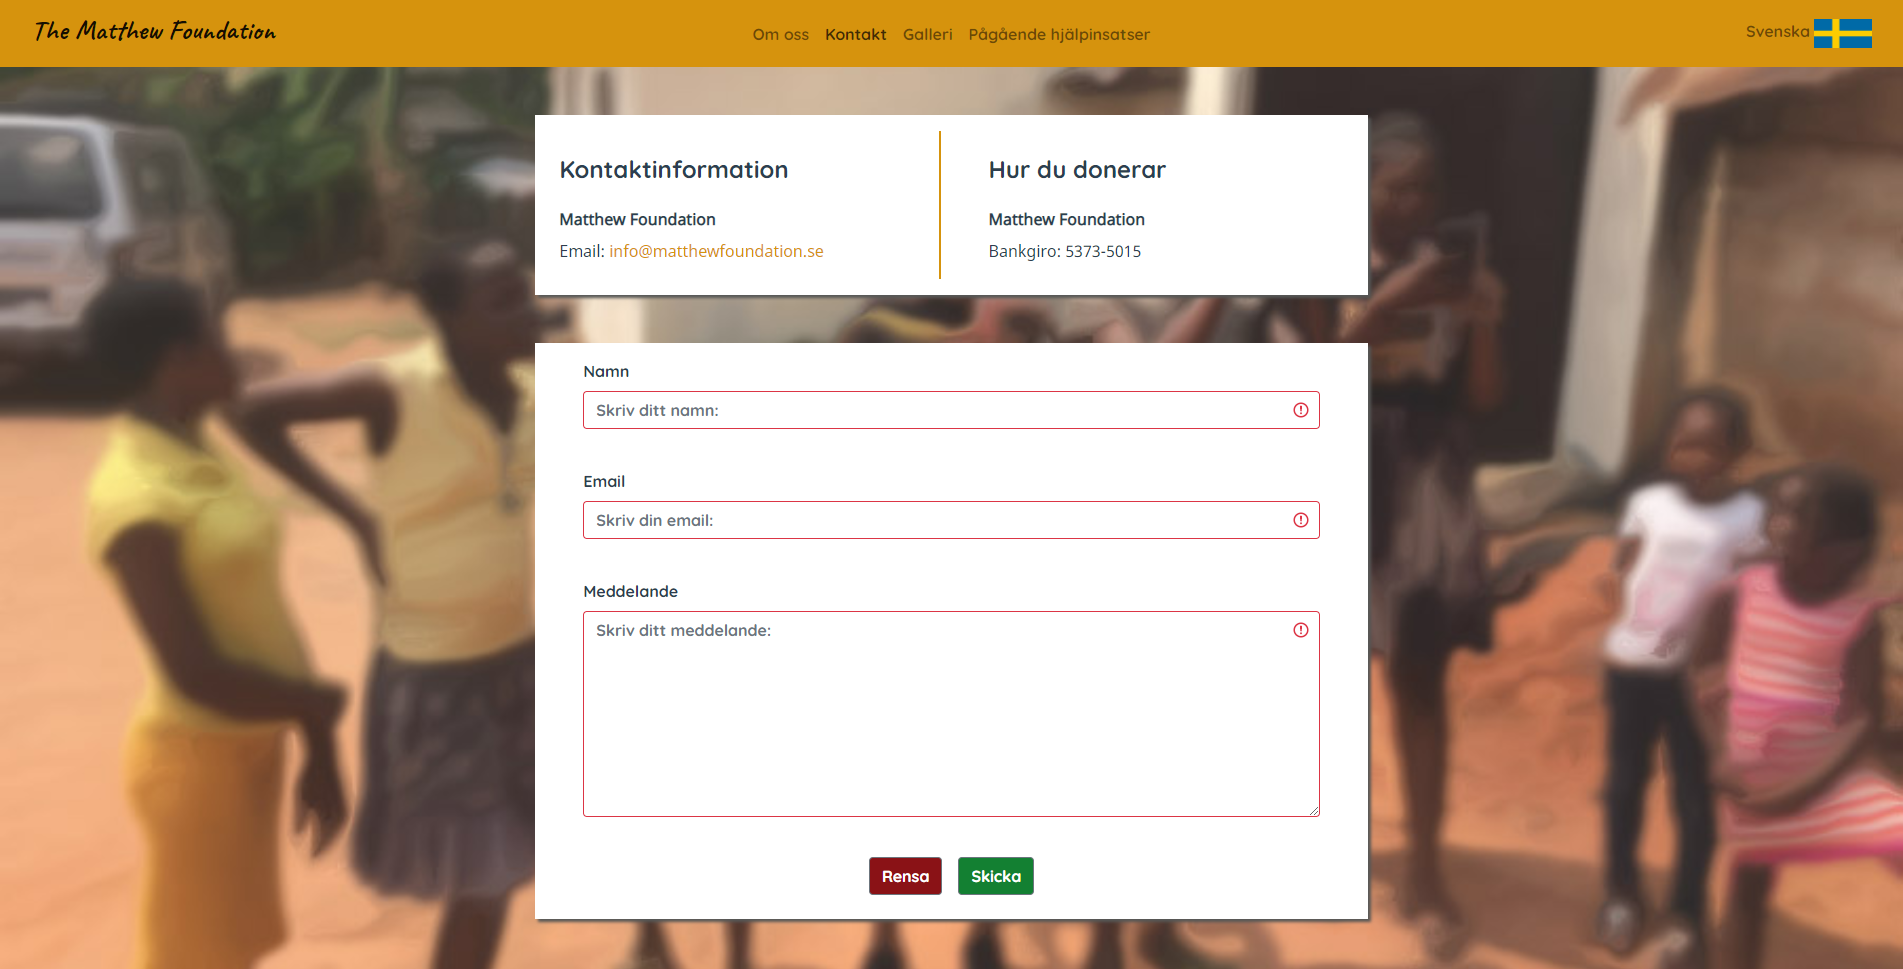 The Matthew Foundation
Om oss Kontakt Galleri Pågående hjälpinsatser
Svenska
Kontaktinformation
Matthew Foundation
Email: info@matthewfoundation.se
Hur du donerar
Matthew Foundation
Bankgiro: 5373-5015
Namn
Skriv ditt namn:
Email
Skriv din email:
Meddelande
Skriv ditt meddelande:
Rensa Skicka